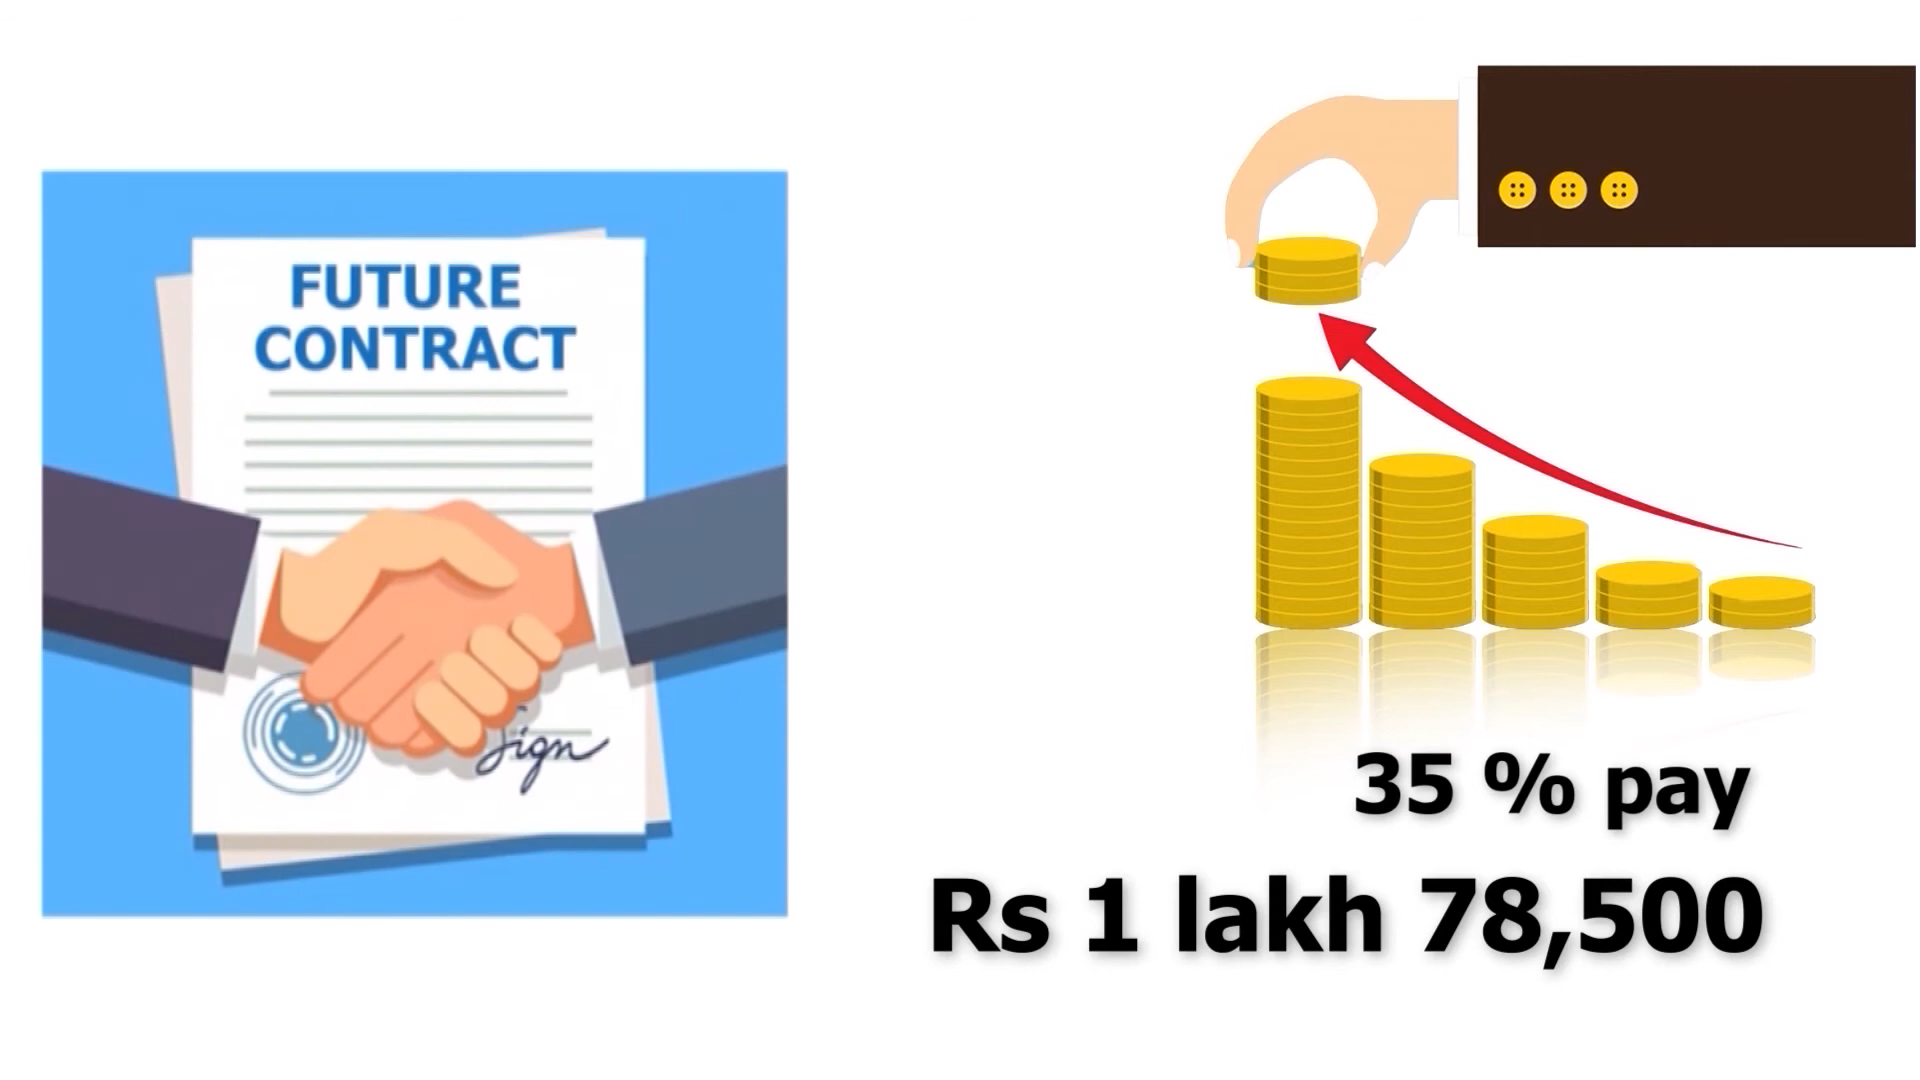 FUTURE
CONTRACT
Sign
35 % pay
Rs 1 lakh 78,500